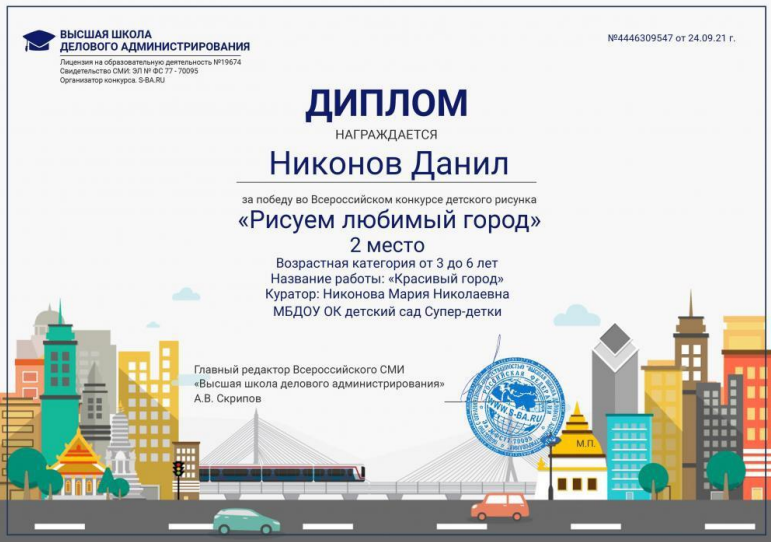 ВЫСШАЯ ШКОЛА
ДЕЛОВОГО АДМИНИСТРИРОВАНИЯ
Лицензия на образовательную деятельность №19674
Свидетельство СМИ: ЭЛ № ФС 77 - 70095
Организатор конкурса. S-BA.RU
№4446309547 от 24.09.21 г.
ДИПЛОМ
НАГРАЖДАЕТСЯ
Никонов Данил
за победу во Всероссийском конкурсе детского рисунка
«Рисуем любимый город»
2 место
Возрастная категория от 3 до 6 лет
Название работы: «Красивый город»
Куратор: Никонова Мария Николаевна
МБДОУ ОК детский сад Супер-детки
Главный редактор Всероссийского СМИ
«Высшая школа делового администрирования»
А.В. Скрипов
WWW.S-BA.RU
М.П.